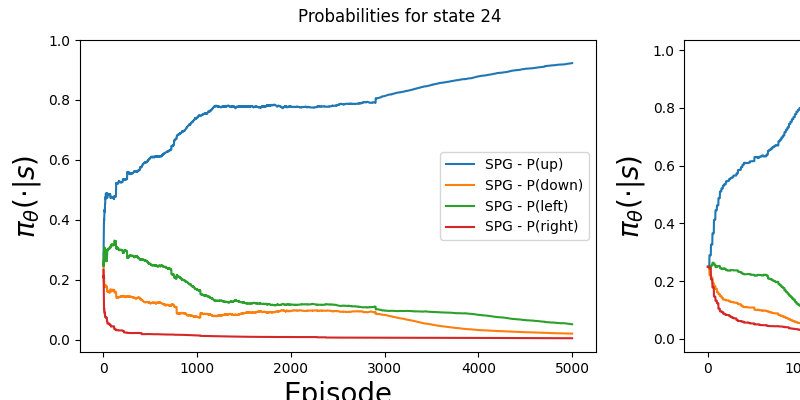 Probabilities for state 24
1.0
0.8
0.6
0.4
0.2
0.0
π_θ(·|s)
SPG - P(up)
SPG - P(down)
SPG - P(left)
SPG - P(right)
0 1000 2000 3000 4000 5000
Episode
1.0
0.8
0.6
0.4
0.2
0.0
π_θ(·|s)
0